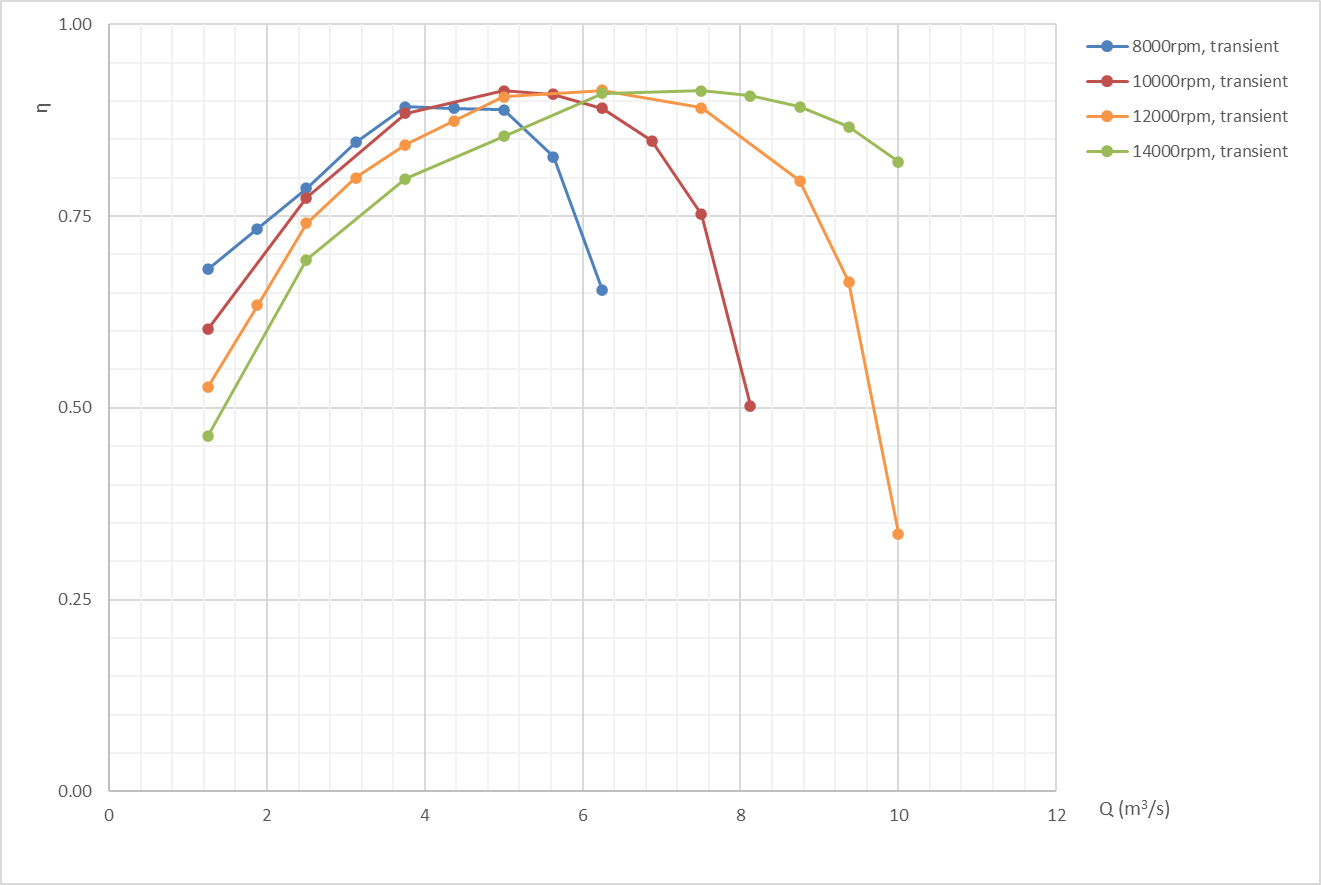 1.00
η
0.75
0.50
0.25
0.00
0 2 4 6 8 10 12
Q (m³/s)
8000rpm, transient
10000rpm, transient
12000rpm, transient
14000rpm, transient